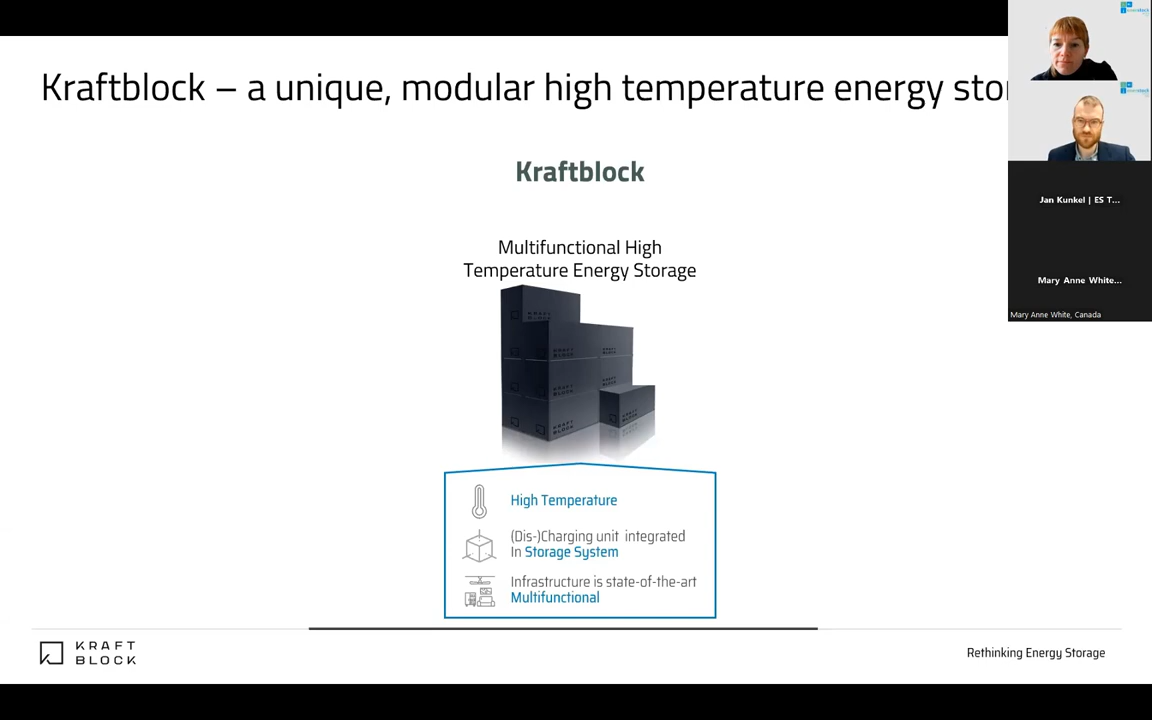 Kraftblock – a unique, modular high temperature energy sto
Kraftblock
Multifunctional High
Temperature Energy Storage
KRAFT
BLOCK
High Temperature
(Dis-)Charging unit integrated
In Storage System
Infrastructure is state-of-the-art
Multifunctional
KRAFT
BLOCK
Rethinking Energy Storage
Jan Kunkel | ES T...
Mary Anne White...
Mary Anne White, Canada